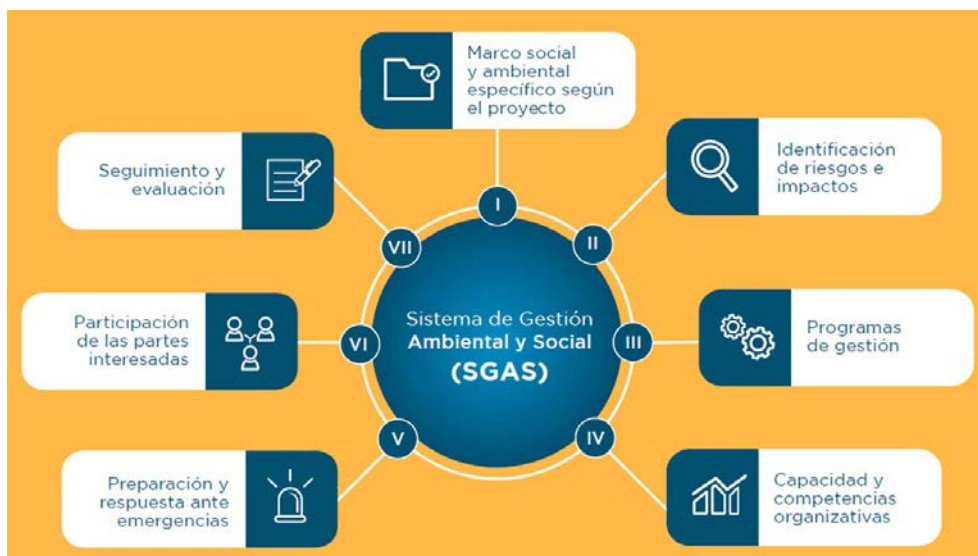 Marco social
y ambiental
específico según
el proyecto
I
Identificación
de riesgos e
impactos
II
Programas
de gestión
III
Capacidad y
competencias
organizativas
IV
Preparación y
respuesta ante
emergencias
V
Participación
de las partes
interesadas
VI
Seguimiento y
evaluación
VII
Sistema de Gestión
Ambiental y Social
(SGAS)